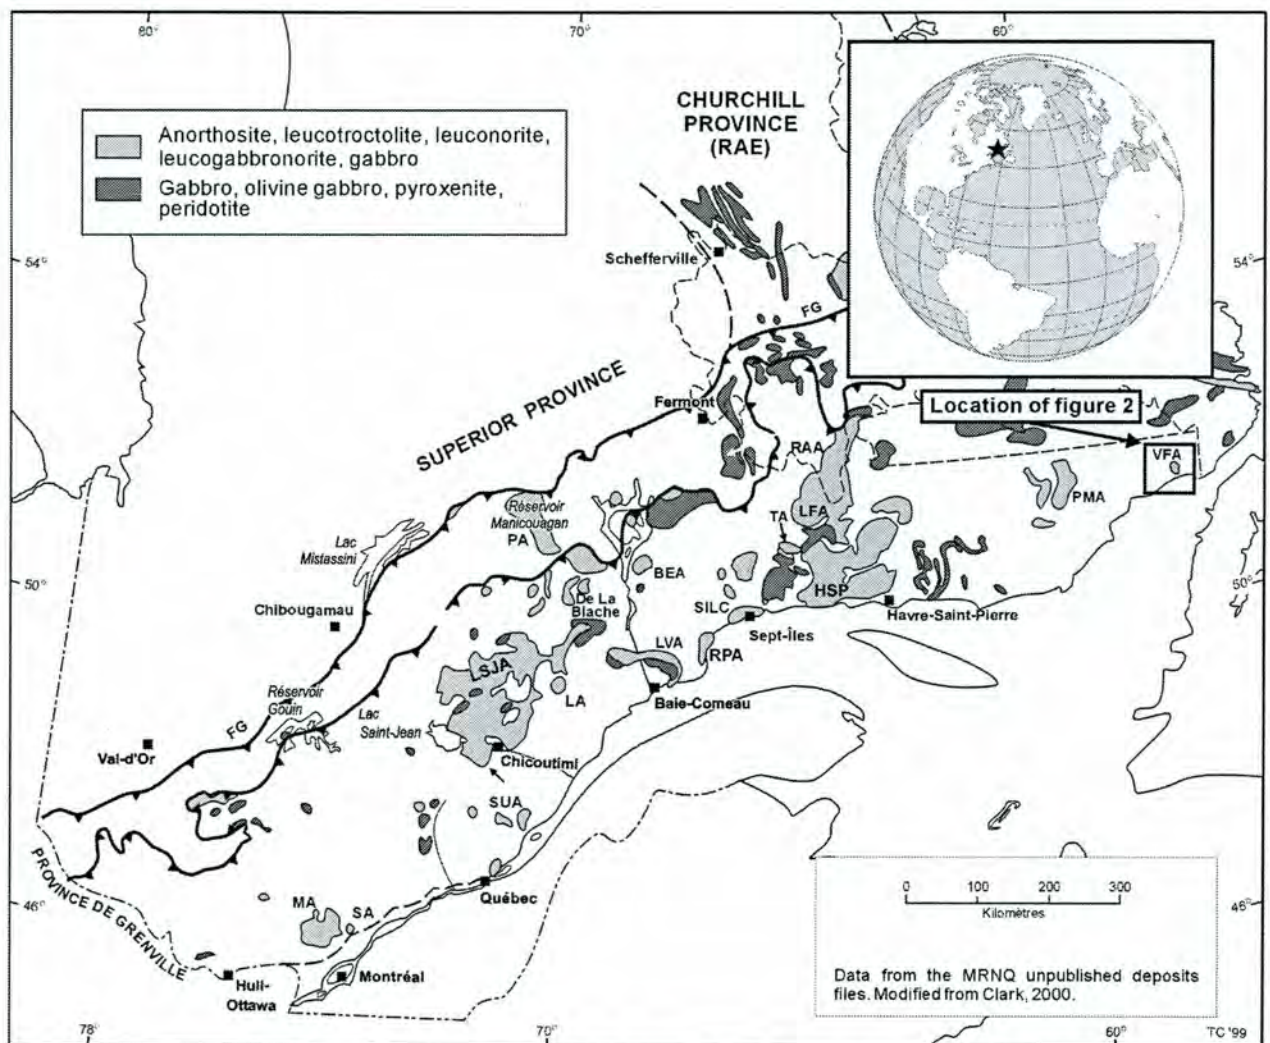 80°
70°
60°
CHURCHILL
PROVINCE
(RAE)
Anorthosite, leucotroctolite, leuconorite,
leucogabbronorite, gabbro
Gabbro, olivine gabbro, pyroxenite,
peridotite
54°
54°
Schefferville
FG
SUPERIOR PROVINCE
Fermont
Location of figure 2
RAA
VFA
PMA
Réservoir
Manicouagan
PA
LFA
TA
Lac
Mistassini
BEA
50°
50°
HSP
De La
Blache
SILC
Chibougamau
Sept-Îles
Havre-Saint-Pierre
LVA
RPA
LSJA
LA
Baie-Comeau
Réservoir
Gouin
FG
Lac
Saint-Jean
Val-d'Or
Chicoutimi
SUA
PROVINCE DE GRENVILLE
46°
46°
Québec
MA
SA
0 100 200 300
Kilomètres
Hull-
Ottawa
Montréal
Data from the MRNQ unpublished deposits
files. Modified from Clark, 2000.
78°
70°
60°
TC '99